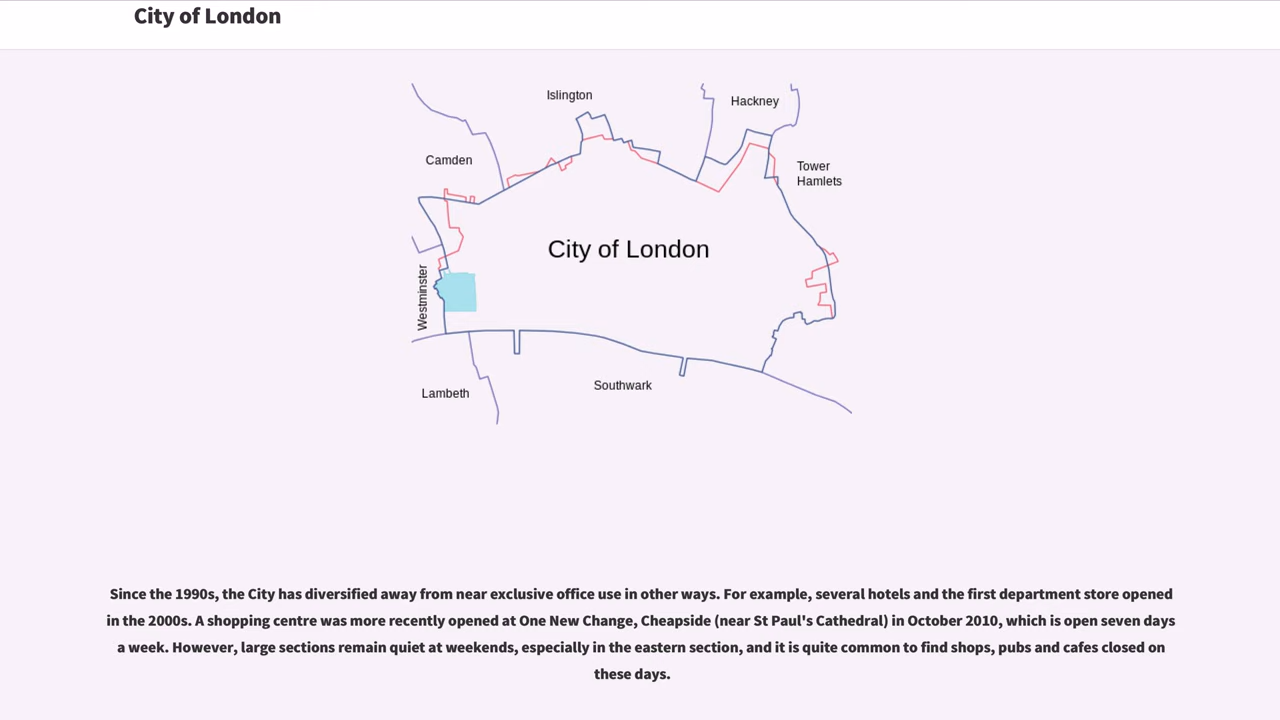 City of London
Islington
Hackney
Camden
Tower
Hamlets
City of London
Westminster
Southwark
Lambeth
Since the 1990s, the City has diversified away from near exclusive office use in other ways. For example, several hotels and the first department store opened
in the 2000s. A shopping centre was more recently opened at One New Change, Cheapside (near St Paul's Cathedral) in October 2010, which is open seven days
a week. However, large sections remain quiet at weekends, especially in the eastern section, and it is quite common to find shops, pubs and cafes closed on
these days.